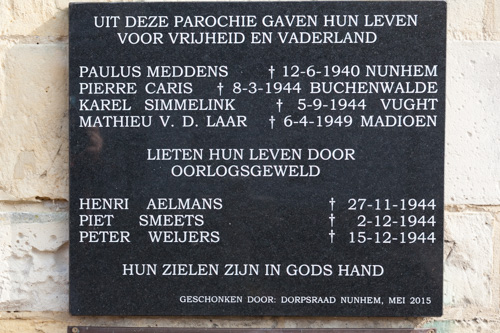 UIT DEZE PAROCHIE GAVEN HUN LEVEN
VOOR VRIJHEID EN VADERLAND
PAULUS MEDDENS † 12-6-1940 NUNHEM
PIERRE CARIS † 8-3-1944 BUCHENWALDE
KAREL SIMMELINK † 5-9-1944 VUGHT
MATHIEU V. D. LAAR † 6-4-1949 MADIOEN
LIETEN HUN LEVEN DOOR
OORLOGSGEWELD
HENRI AELMANS † 27-11-1944
PIET SMEETS † 2-12-1944
PETER WEIJERS † 15-12-1944
HUN ZIELEN ZIJN IN GODS HAND
GESCHONKEN DOOR: DORPSRAAD NUNHEM, MEI 2015